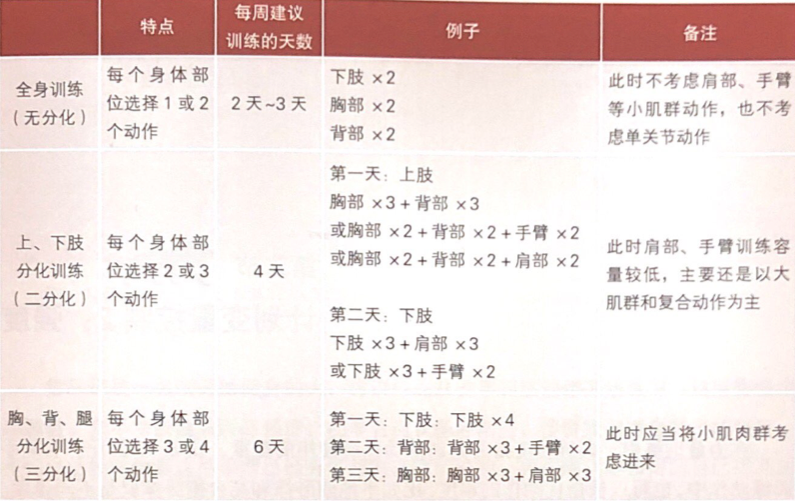 特点
每周建议
训练的天数
例子
备注
全身训练
（无分化）
每个身体部
位选择1或2
个动作
2天~3天
下肢×2
胸部×2
背部×2
此时不考虑肩部、手臂
等小肌群动作，也不考
虑单关节动作
上、下肢
分化训练
（二分化）
每个身体部
位选择2或3
个动作
4天
第一天：上肢
胸部×3+背部×3
或胸部×2+背部×2+手臂×2
或胸部×2+背部×2+肩部×2
第二天：下肢
下肢×3+肩部×3
或下肢×3+手臂×2
此时肩部、手臂训练容
量较低，主要还是以大
肌群和复合动作为主
胸、背、腿
分化训练
（三分化）
每个身体部
位选择3或4
个动作
6天
第一天：下肢：下肢×4
第二天：背部：背部×3+手臂×2
第三天：胸部：胸部×3+肩部×3
此时应当将小肌肉群考
虑进来